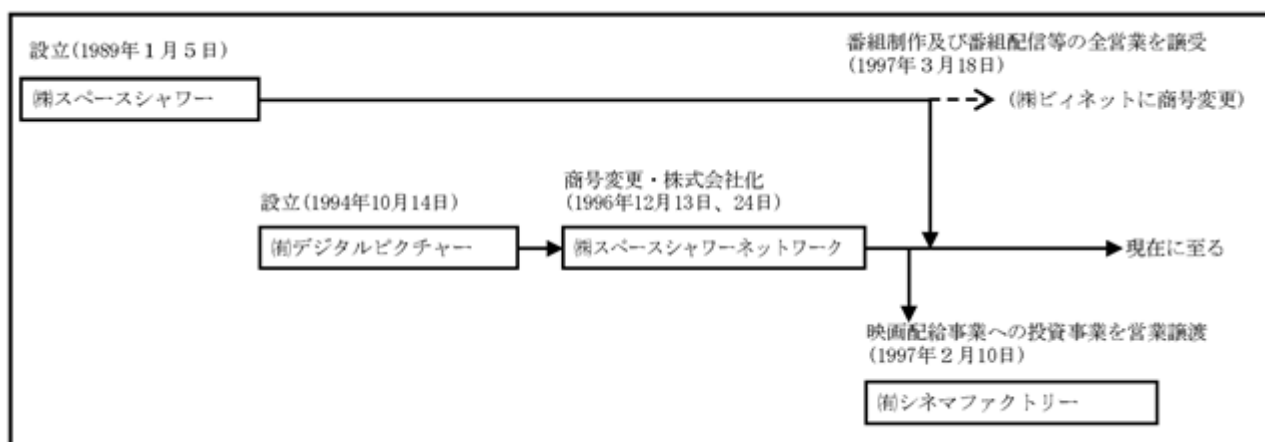 設立(1989年1月5日)
㈱スペースシャワー
番組制作及び番組配信等の全営業を譲受
(1997年3月18日)
(㈱ビィネットに商号変更)
設立(1994年10月14日)
㈲デジタルピクチャー
商号変更・株式会社化
(1996年12月13日、24日)
㈱スペースシャワーネットワーク
現在に至る
映画配給事業への投資事業を営業譲渡
(1997年2月10日)
㈲シネマファクトリー